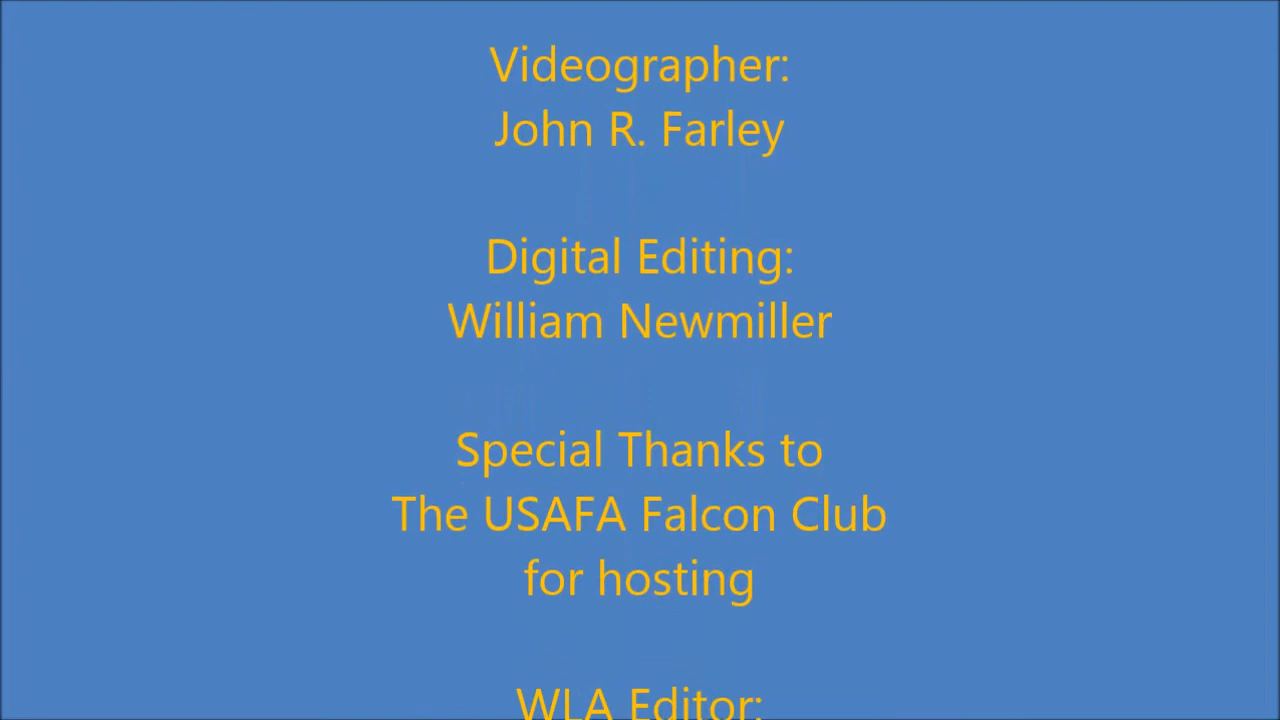 Videographer:
John R. Farley
Digital Editing:
William Newmiller
Special Thanks to
The USAFA Falcon Club
for hosting
WLA Editor: